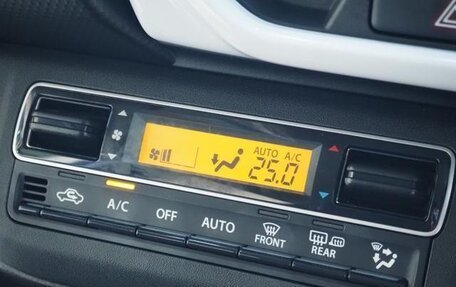 AUTO A/C
25.0
A/C OFF AUTO FRONT REAR